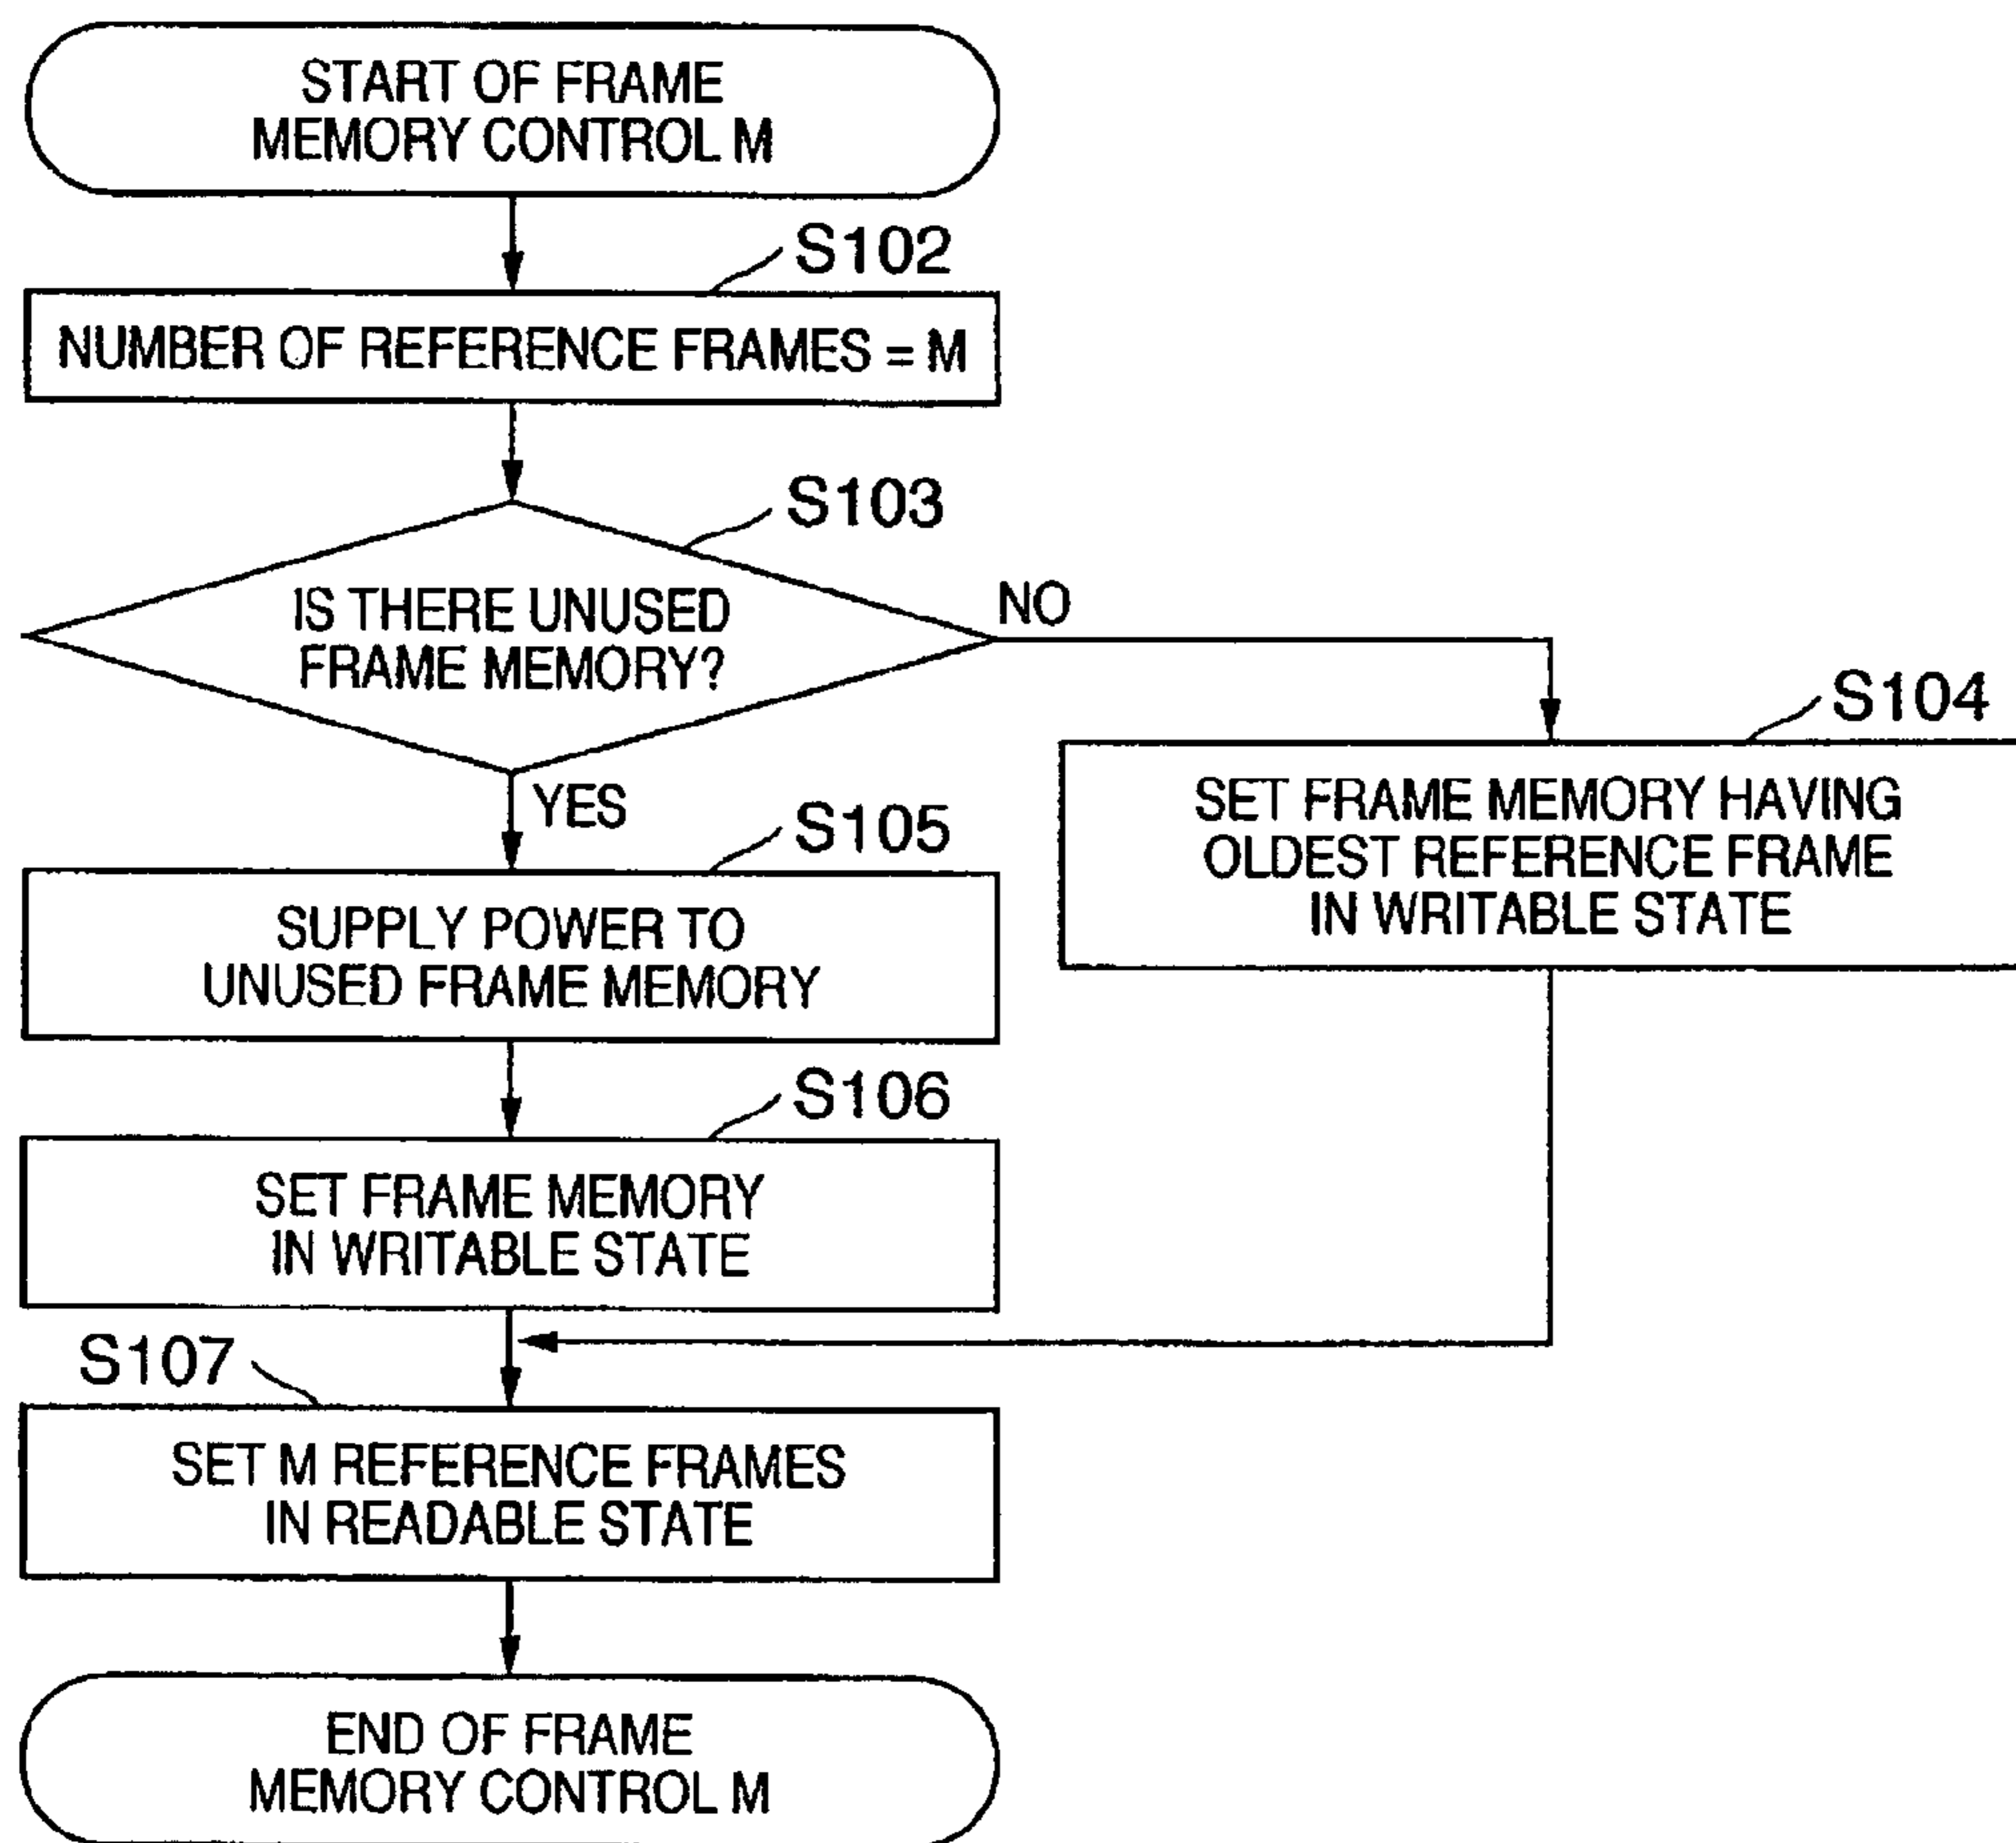 START OF FRAME
MEMORY CONTROL M
S102
NUMBER OF REFERENCE FRAMES = M
S103
IS THERE UNUSED
FRAME MEMORY?
NO
YES
S104
SET FRAME MEMORY HAVING
OLDEST REFERENCE FRAME
IN WRITABLE STATE
S105
SUPPLY POWER TO
UNUSED FRAME MEMORY
S106
SET FRAME MEMORY
IN WRITABLE STATE
S107
SET M REFERENCE FRAMES
IN READABLE STATE
END OF FRAME
MEMORY CONTROL M